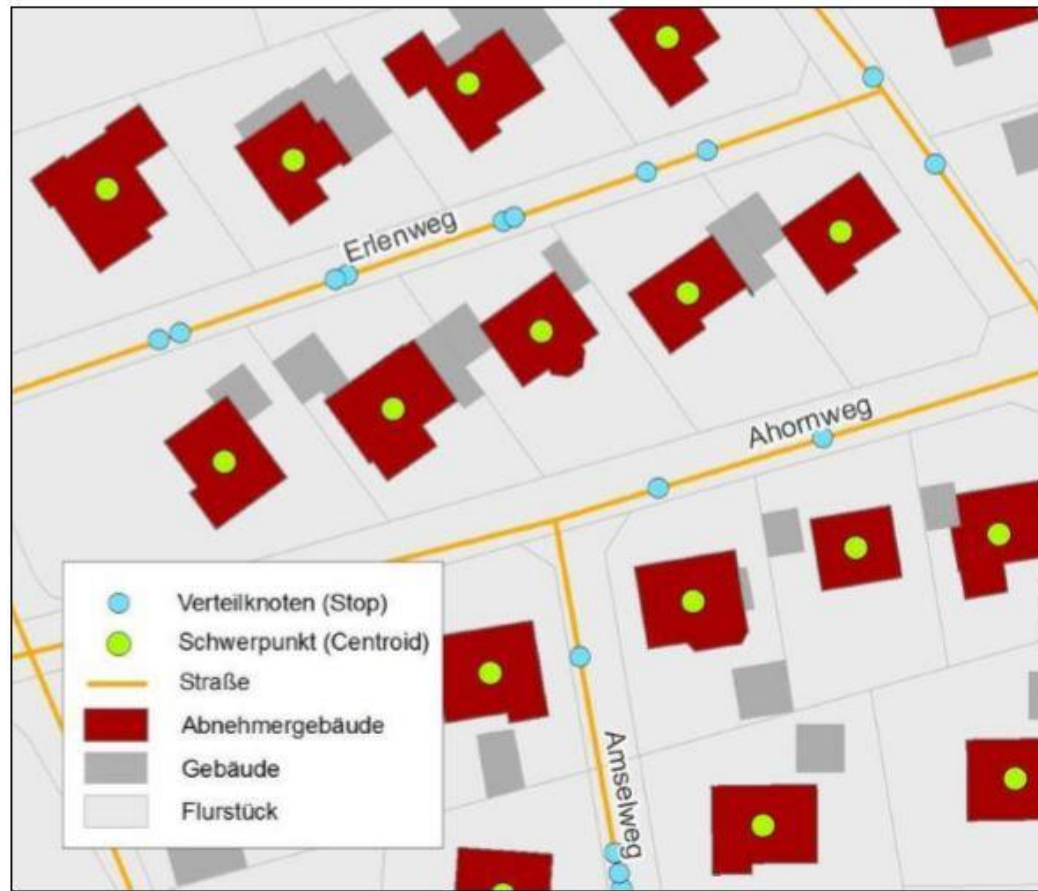 Erlenweg
Ahornweg
Verteilknoten (Stop)
Schwerpunkt (Centroid)
Straße
Abnehmergebäude
Gebäude
Flurstück
Amselweg